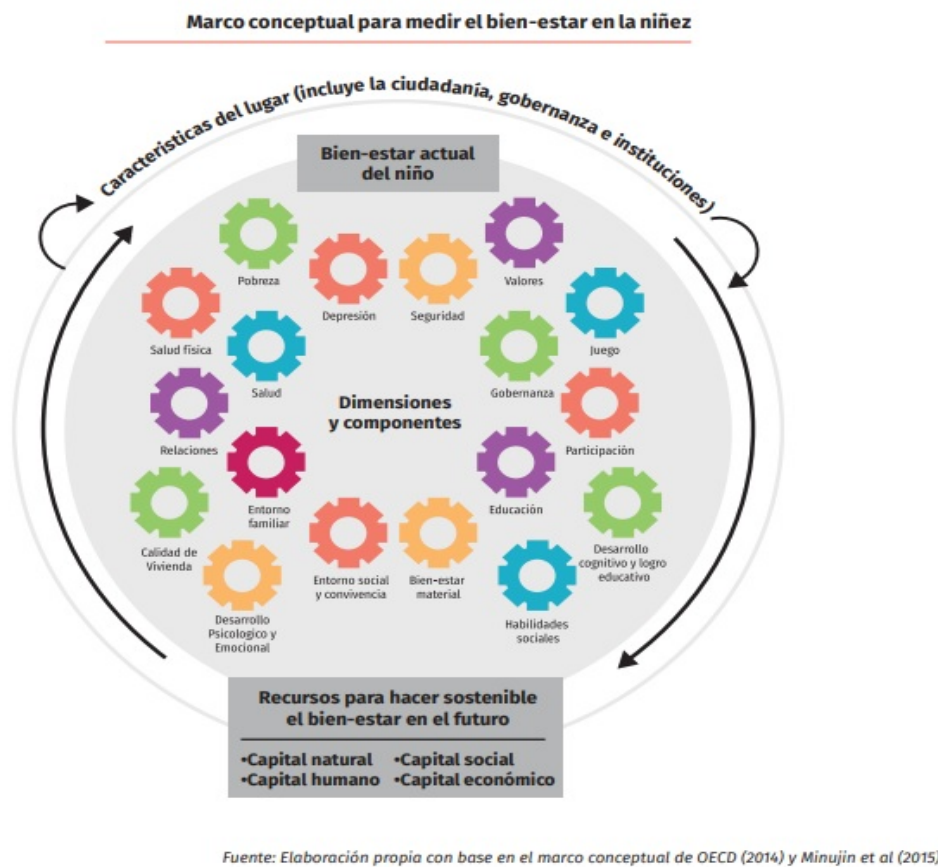 Marco conceptual para medir el bien-estar en la niñez
Características del lugar (incluye la ciudadanía, gobernanza e instituciones)
Bien-estar actual
del niño
Pobreza
Depresión
Seguridad
Valores
Salud física
Salud
Gobernanza
Juego
Dimensiones
y componentes
Relaciones
Participación
Entorno
familiar
Educación
Calidad de
Vivienda
Desarrollo
cognitivo y logro
educativo
Entorno social
y convivencia
Bien-estar
material
Desarrollo
Psicologico y
Emocional
Habilidades
sociales
Recursos para hacer sostenible
el bien-estar en el futuro
•Capital natural •Capital social
•Capital humano •Capital económico
Fuente: Elaboración propia con base en el marco conceptual de OECD (2014) y Minujin et al (2015)